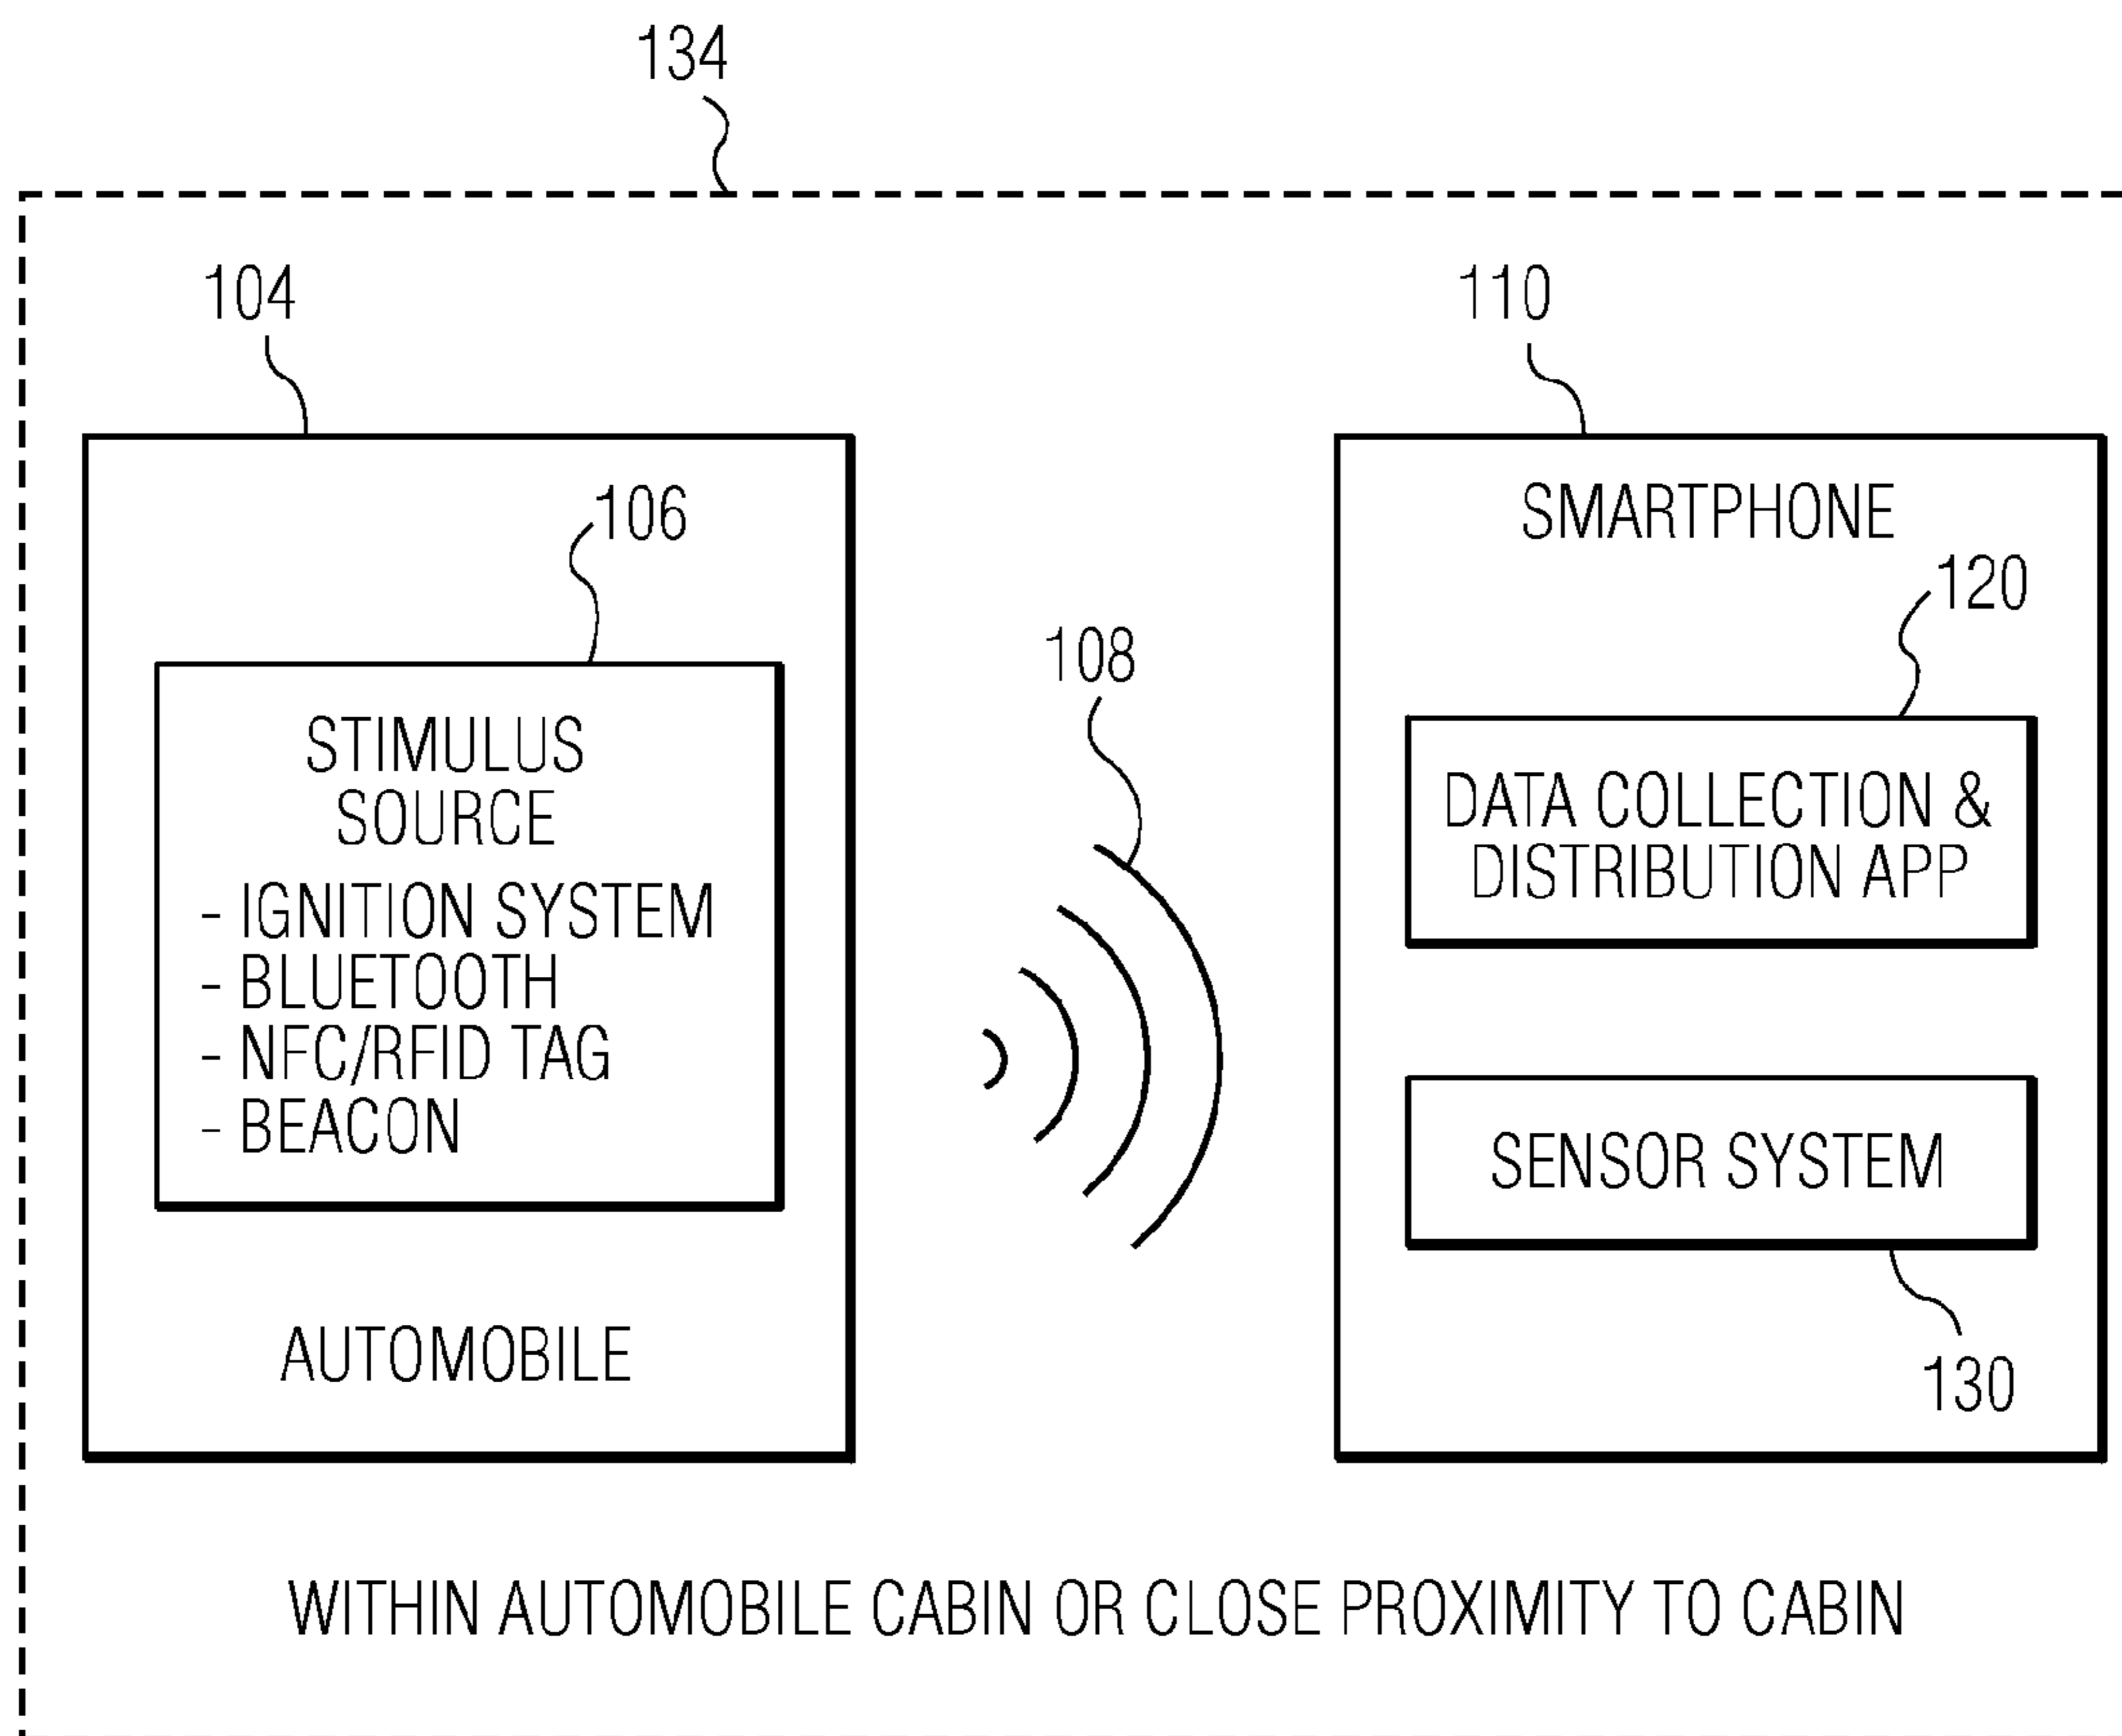 134
104
110
106
SMARTPHONE
120
108
STIMULUS
SOURCE
- IGNITION SYSTEM
- BLUETOOTH
- NFC/RFID TAG
- BEACON
DATA COLLECTION &
DISTRIBUTION APP
SENSOR SYSTEM
AUTOMOBILE
130
WITHIN AUTOMOBILE CABIN OR CLOSE PROXIMITY TO CABIN